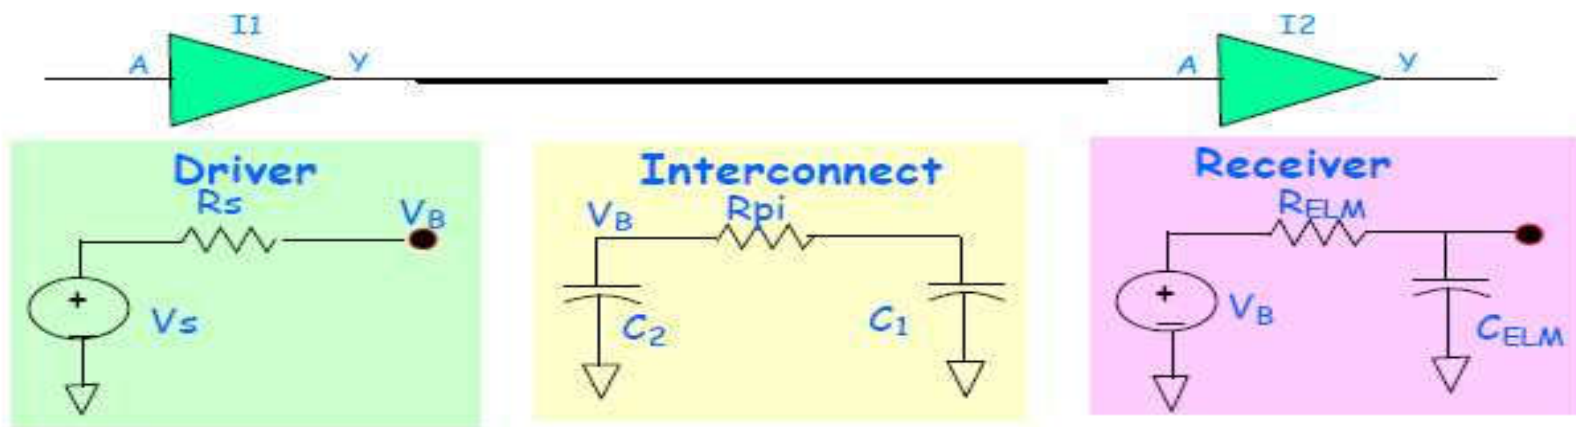 I1
I2
A
Y
A
Y
Driver
Rs
VB
+
Vs
Interconnect
VB
Rpi
C2
C1
Receiver
RELM
+
VB
CELM